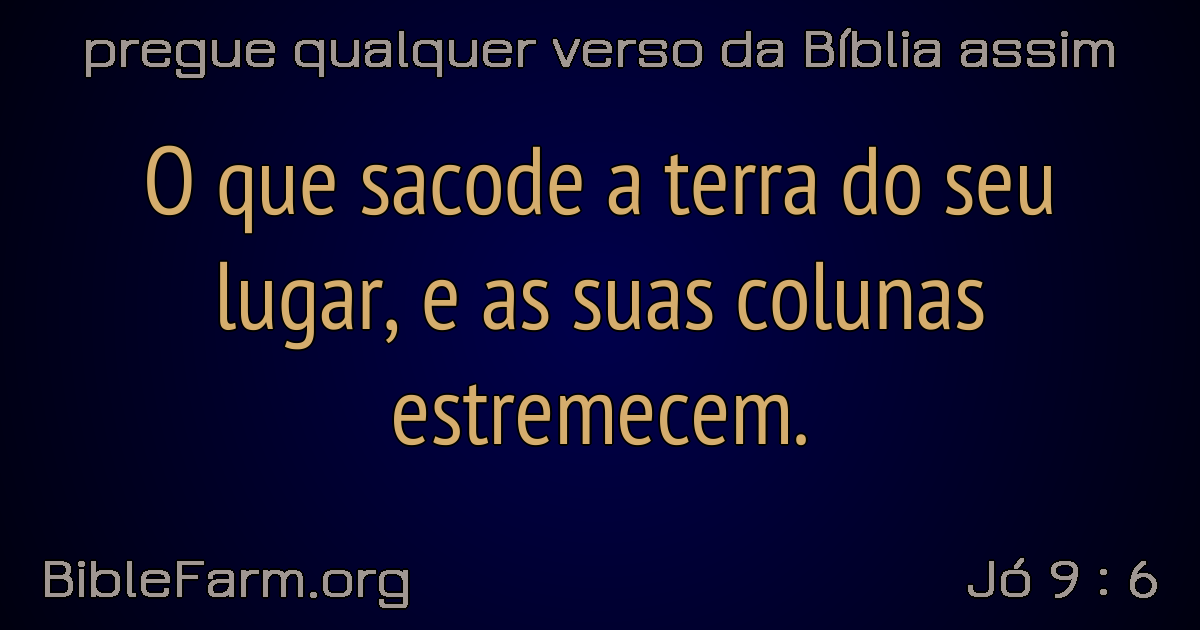 pregue qualquer verso da Bíblia assim
O que sacode a terra do seu
lugar, e as suas colunas
estremecem.
BibleFarm.org
Jó 9 : 6